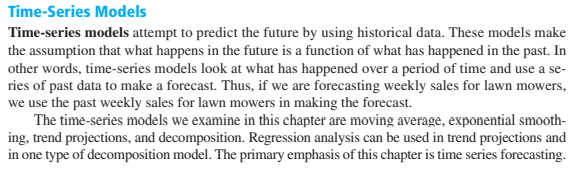 Time-Series Models
Time-series models attempt to predict the future by using historical data. These models make
the assumption that what happens in the future is a function of what has happened in the past. In
other words, time-series models look at what has happened over a period of time and use a se-
ries of past data to make a forecast. Thus, if we are forecasting weekly sales for lawn mowers,
we use the past weekly sales for lawn mowers in making the forecast.
The time-series models we examine in this chapter are moving average, exponential smooth-
ing, trend projections, and decomposition. Regression analysis can be used in trend projections and
in one type of decomposition model. The primary emphasis of this chapter is time series forecasting.